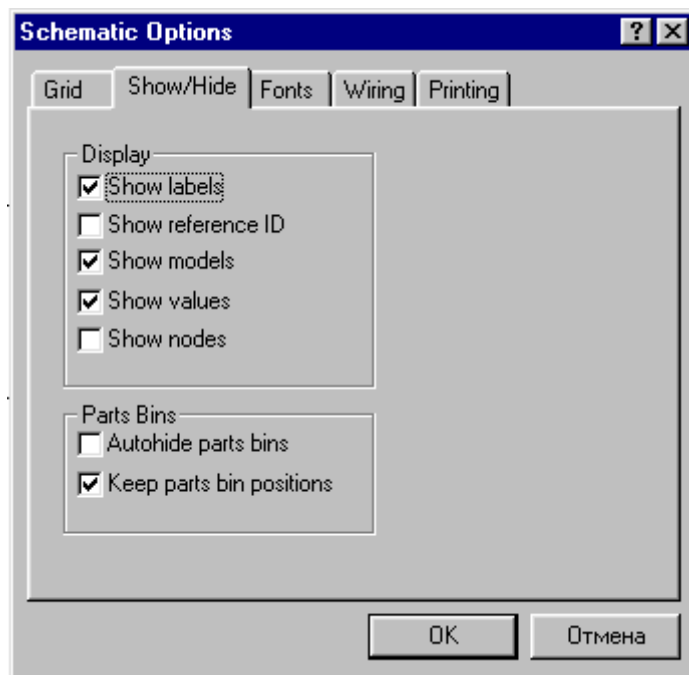 Schematic Options
Grid Show/Hide Fonts Wiring Printing
Display
Show labels
Show reference ID
Show models
Show values
Show nodes
Parts Bins
Autohide parts bins
Keep parts bin positions
OK Отмена